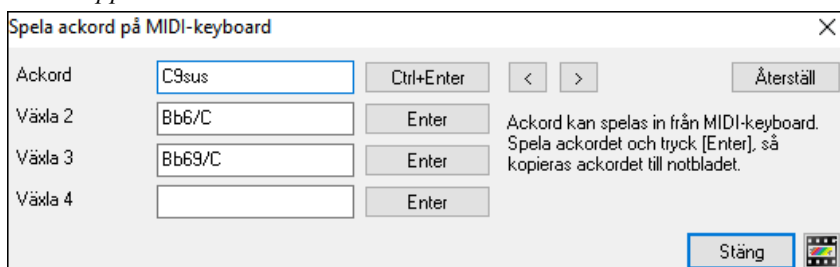 Spela ackord på MIDI-keyboard
Ackord C9sus Ctrl+Enter < > Återställ
Växla 2 Bb6/C Enter
Växla 3 Bb69/C Enter
Växla 4 Enter
Ackord kan spelas in från MIDI-keyboard.
Spela ackordet och tryck [Enter], så
kopieras ackordet till notbladet.
Stäng